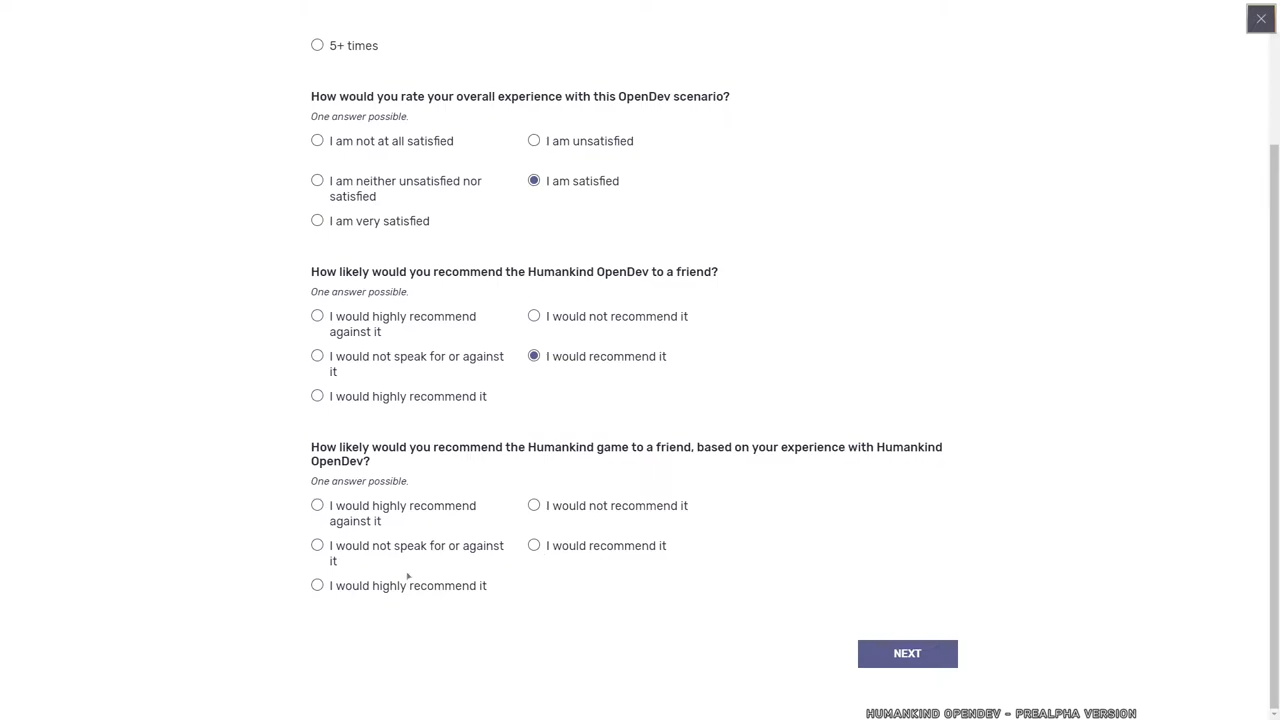 5+ times
How would you rate your overall experience with this OpenDev scenario?
One answer possible.
I am not at all satisfied
I am unsatisfied
I am neither unsatisfied nor
satisfied
I am satisfied
I am very satisfied
How likely would you recommend the Humankind OpenDev to a friend?
One answer possible.
I would highly recommend
against it
I would not recommend it
I would not speak for or against
it
I would recommend it
I would highly recommend it
How likely would you recommend the Humankind game to a friend, based on your experience with Humankind
OpenDev?
One answer possible.
I would highly recommend
against it
I would not recommend it
I would not speak for or against
it
I would recommend it
I would highly recommend it
NEXT
HUMANKIND OPENDEV - PREALPHA VERSION